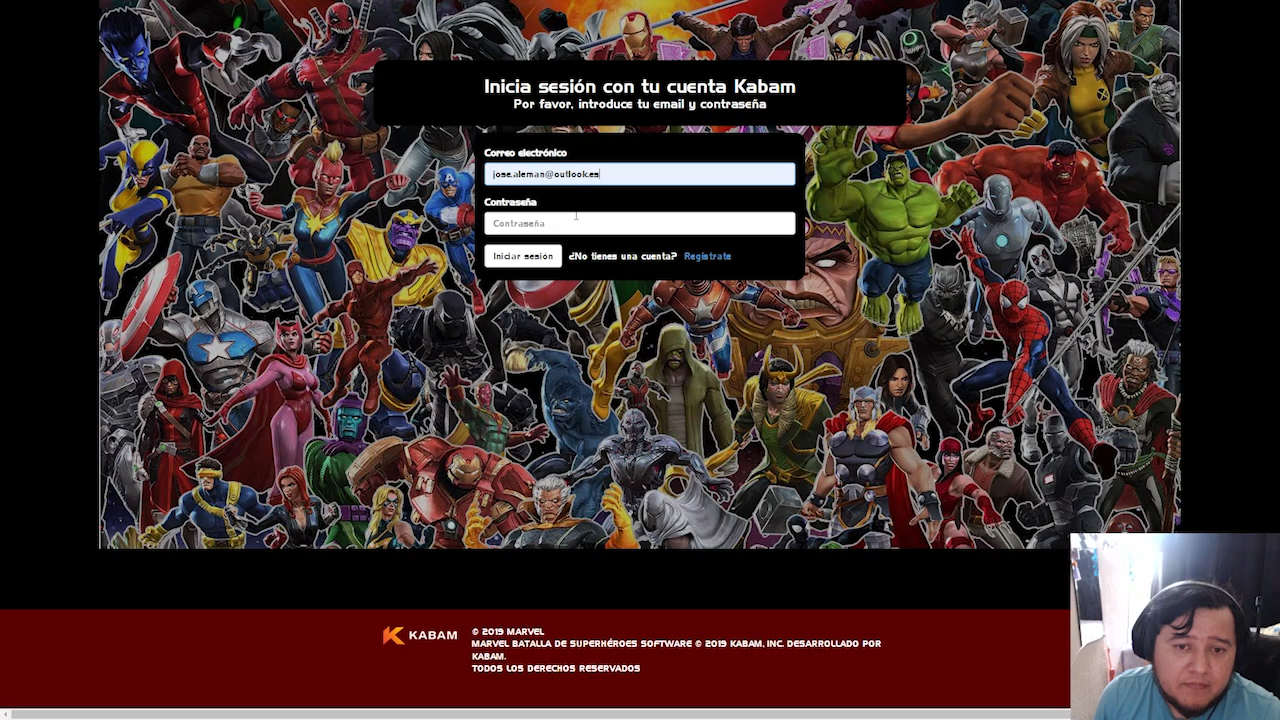 Inicia sesión con tu cuenta Kabam
Por favor, introduce tu email y contraseña
Correo electrónico
jose.aleman@outlook.es
Contraseña
Contraseña
Iniciar sesión ¿No tienes una cuenta? Regístrate
KABAM
© 2019 MARVEL
MARVEL BATALLA DE SUPERHÉROES SOFTWARE © 2019 KABAM, INC. DESARROLLADO POR
KABAM.
TODOS LOS DERECHOS RESERVADOS